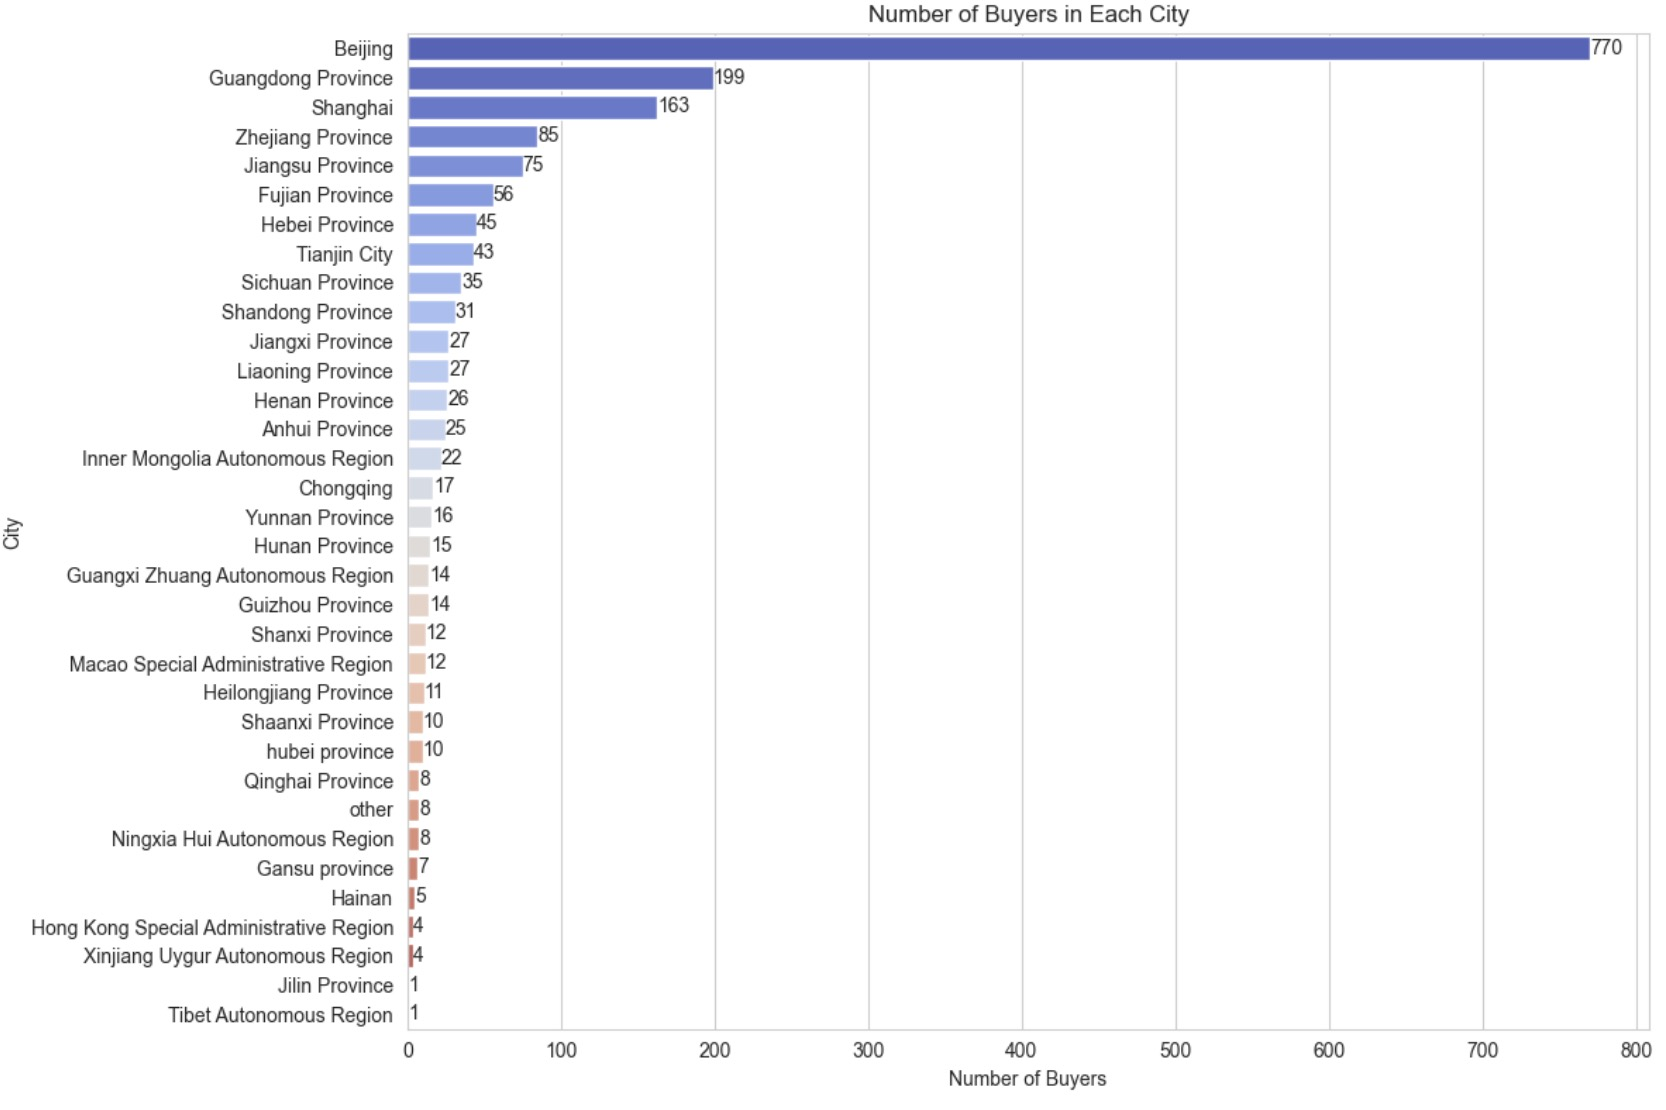 Number of Buyers in Each City
Beijing 770
Guangdong Province 199
Shanghai 163
Zhejiang Province 85
Jiangsu Province 75
Fujian Province 56
Hebei Province 45
Tianjin City 43
Sichuan Province 35
Shandong Province 31
Jiangxi Province 27
Liaoning Province 27
Henan Province 26
Anhui Province 25
Inner Mongolia Autonomous Region 22
Chongqing 17
Yunnan Province 16
Hunan Province 15
Guangxi Zhuang Autonomous Region 14
Guizhou Province 14
Shanxi Province 12
Macao Special Administrative Region 12
Heilongjiang Province 11
Shaanxi Province 10
hubei province 10
Qinghai Province 8
other 8
Ningxia Hui Autonomous Region 8
Gansu province 7
Hainan 5
Hong Kong Special Administrative Region 4
Xinjiang Uygur Autonomous Region 4
Jilin Province 1
Tibet Autonomous Region 1
City
0 100 200 300 400 500 600 700 800
Number of Buyers